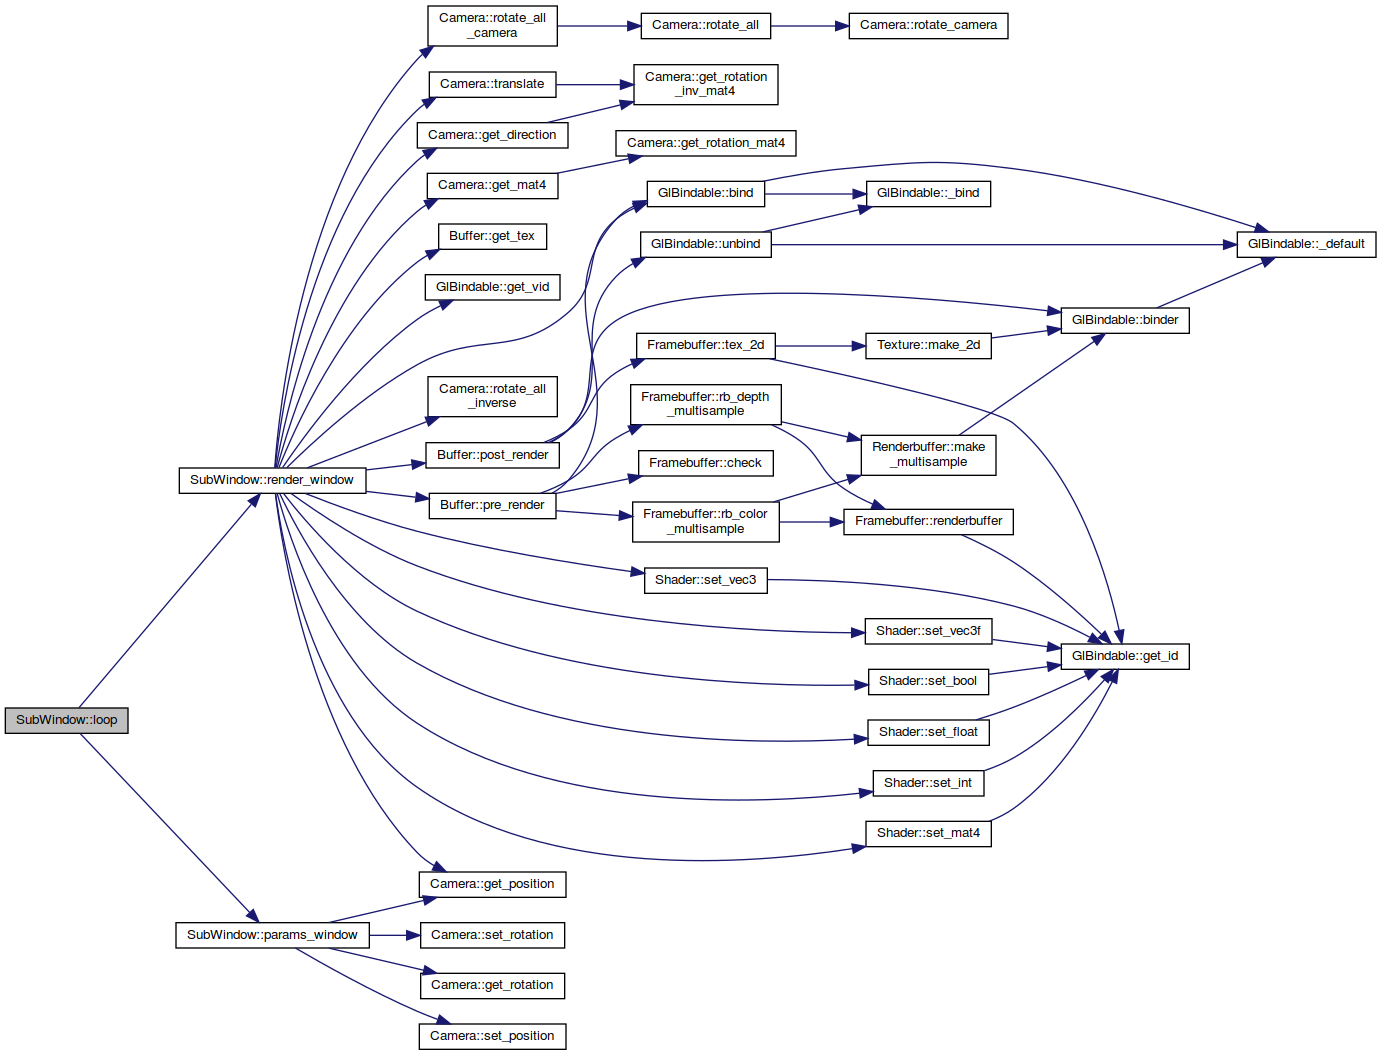 Camera::rotate_all
_camera
Camera::rotate_all
Camera::rotate_camera
Camera::translate
Camera::get_rotation
_inv_mat4
Camera::get_direction
Camera::get_rotation_mat4
Camera::get_mat4
GlBindable::bind
GlBindable::_bind
Buffer::get_tex
GlBindable::unbind
GlBindable::_default
GlBindable::get_vid
GlBindable::binder
Framebuffer::tex_2d
Texture::make_2d
Camera::rotate_all
_inverse
Framebuffer::rb_depth
_multisample
Buffer::post_render
Framebuffer::check
Renderbuffer::make
_multisample
SubWindow::render_window
Buffer::pre_render
Framebuffer::rb_color
_multisample
Framebuffer::renderbuffer
Shader::set_vec3
Shader::set_vec3f
GlBindable::get_id
Shader::set_bool
SubWindow::loop
Shader::set_float
Shader::set_int
Shader::set_mat4
Camera::get_position
SubWindow::params_window
Camera::set_rotation
Camera::get_rotation
Camera::set_position